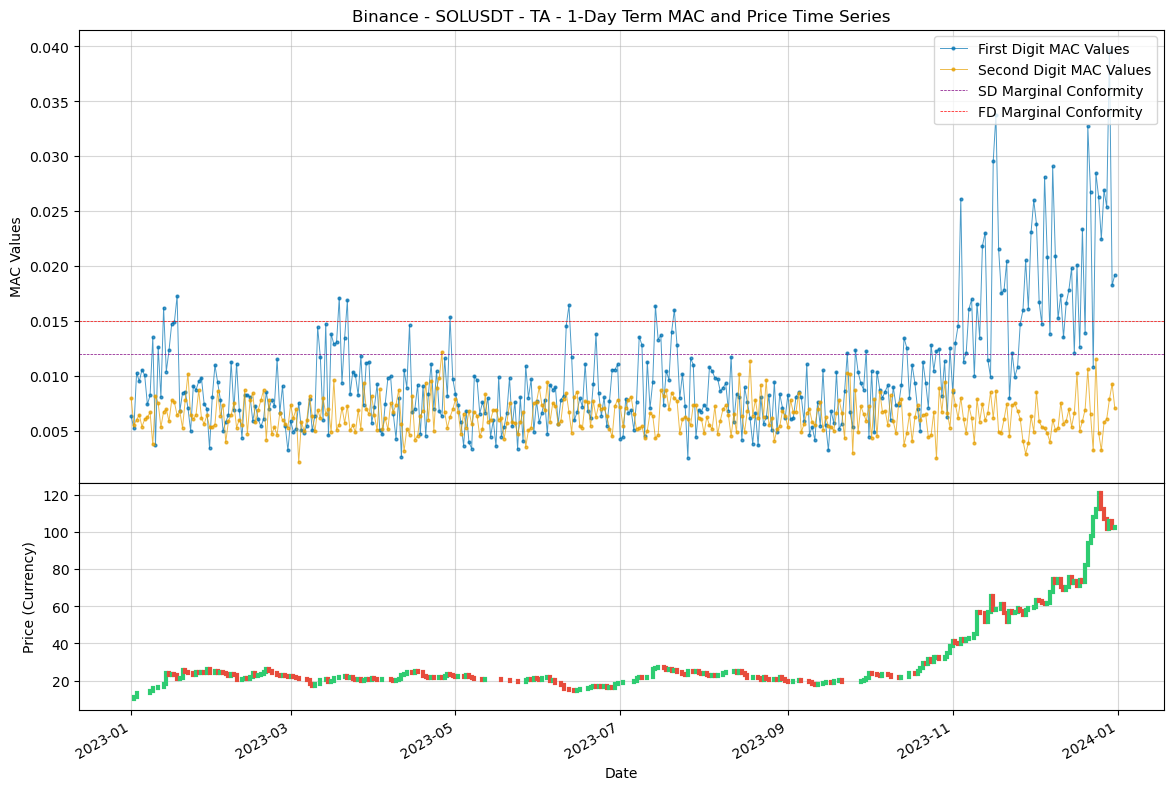 Binance - SOLUSDT - TA - 1-Day Term MAC and Price Time Series
First Digit MAC Values
Second Digit MAC Values
SD Marginal Conformity
FD Marginal Conformity
MAC Values
0.040
0.035
0.030
0.025
0.020
0.015
0.010
0.005
Price (Currency)
120
100
80
60
40
20
2023-01
2023-03
2023-05
2023-07
2023-09
2023-11
2024-01
Date